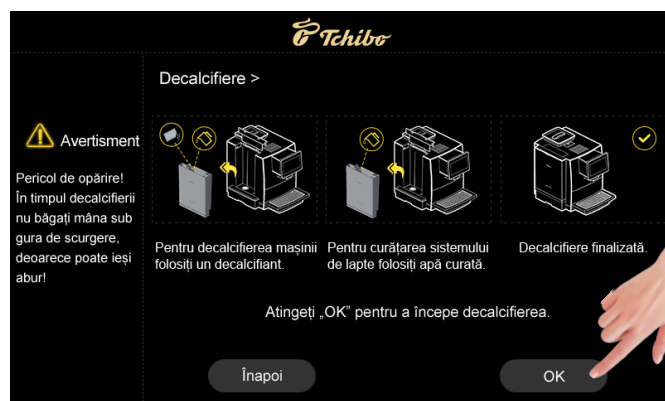 Tchibo
Decalcifiere >
Avertisment
Pericol de opărire!
În timpul decalcifierii
nu băgați mâna sub
gura de scurgere,
deoarece poate ieși
abur!
Pentru decalcifierea mașinii
folosiți un decalcifiant.
Pentru curățarea sistemului
de lapte folosiți apă curată.
Decalcifiere finalizată.
Atingeți „OK” pentru a începe decalcifierea.
Înapoi
OK